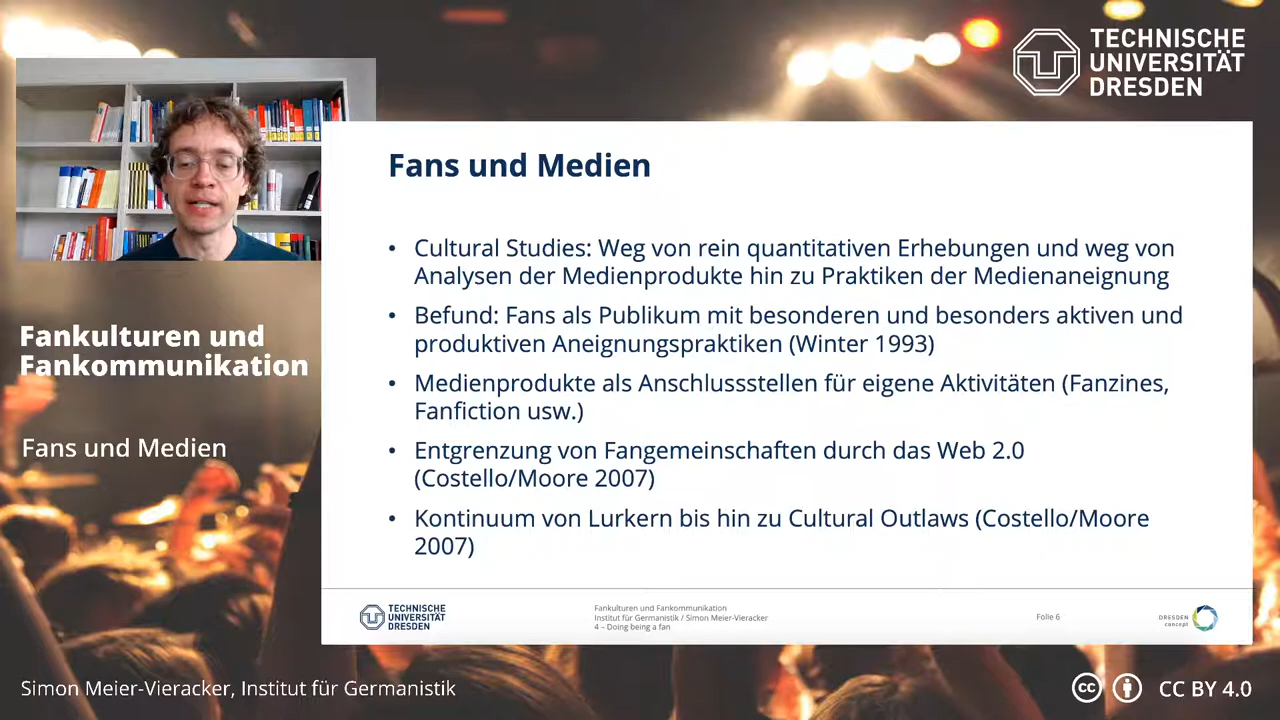 TECHNISCHE
UNIVERSITÄT
DRESDEN
Fans und Medien
• Cultural Studies: Weg von rein quantitativen Erhebungen und weg von
Analysen der Medienprodukte hin zu Praktiken der Medienaneignung
• Befund: Fans als Publikum mit besonderen und besonders aktiven und
produktiven Aneignungspraktiken (Winter 1993)
• Medienprodukte als Anschlussstellen für eigene Aktivitäten (Fanzines,
Fanfiction usw.)
• Entgrenzung von Fangemeinschaften durch das Web 2.0
(Costello/Moore 2007)
• Kontinuum von Lurkern bis hin zu Cultural Outlaws (Costello/Moore
2007)
Fankulturen und
Fankommunikation
Fans und Medien
TECHNISCHE
UNIVERSITÄT
DRESDEN
Fankulturen und Fankommunikation
Institut für Germanistik / Simon Meier-Vieracker
4 – Doing being a fan
Folie 6
DRESDEN
concept
Simon Meier-Vieracker, Institut für Germanistik
cc
CC BY 4.0